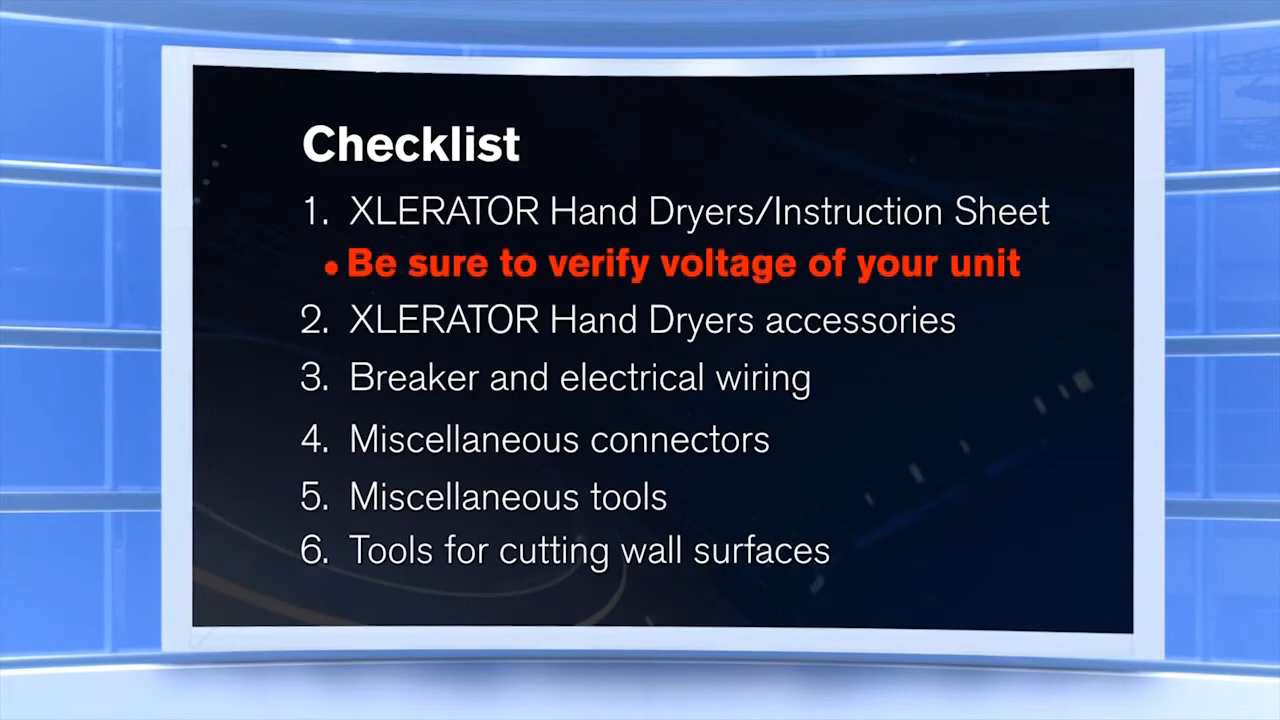 Checklist
1. XLERATOR Hand Dryers/Instruction Sheet
• Be sure to verify voltage of your unit
2. XLERATOR Hand Dryers accessories
3. Breaker and electrical wiring
4. Miscellaneous connectors
5. Miscellaneous tools
6. Tools for cutting wall surfaces